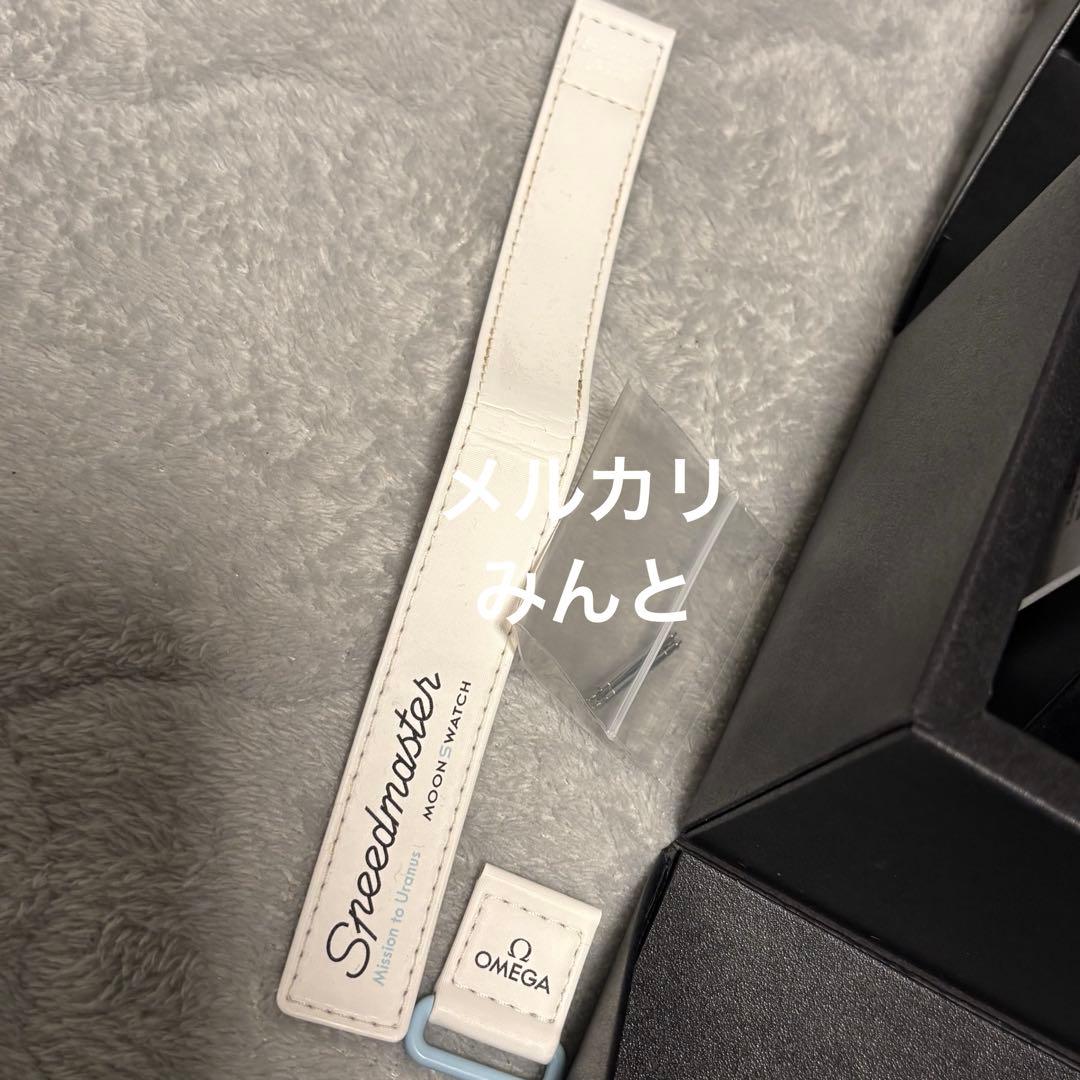 メルカリ
みんと
Speedmaster
MOONSWATCH
Mission to Uranus
Ω
OMEGA